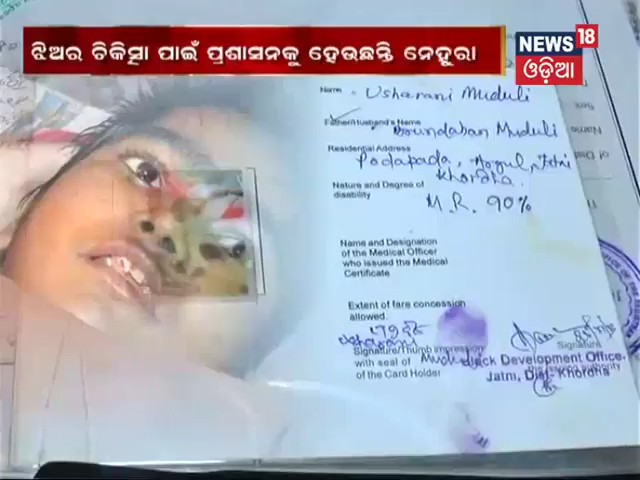 ଝିଅର ଚିକିତ୍ସା ପାଇଁ ପ୍ରଶାସନକୁ ହେଉଛନ୍ତି ନେହୁରା
NEWS 18
ଓଡ଼ିଆ
Name - Usharani Muduli
Father/Husband's Name
Brundaban Muduli
Residential Address
Podapada,
Khordha.
Nature and Degree of
disability
M.R. 90%
Name and Designation
of the Medical Officer
who issued the Medical
Certificate
Extent of fare concession
allowed.
Signature/Thumb impression
with seal of
of the Card Holder
Signature
issuing authority
Block Development Officer.
Jatni, Dist-Khordha